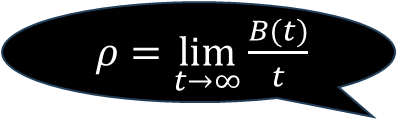 ρ = lim_{t→∞} B(t)/t